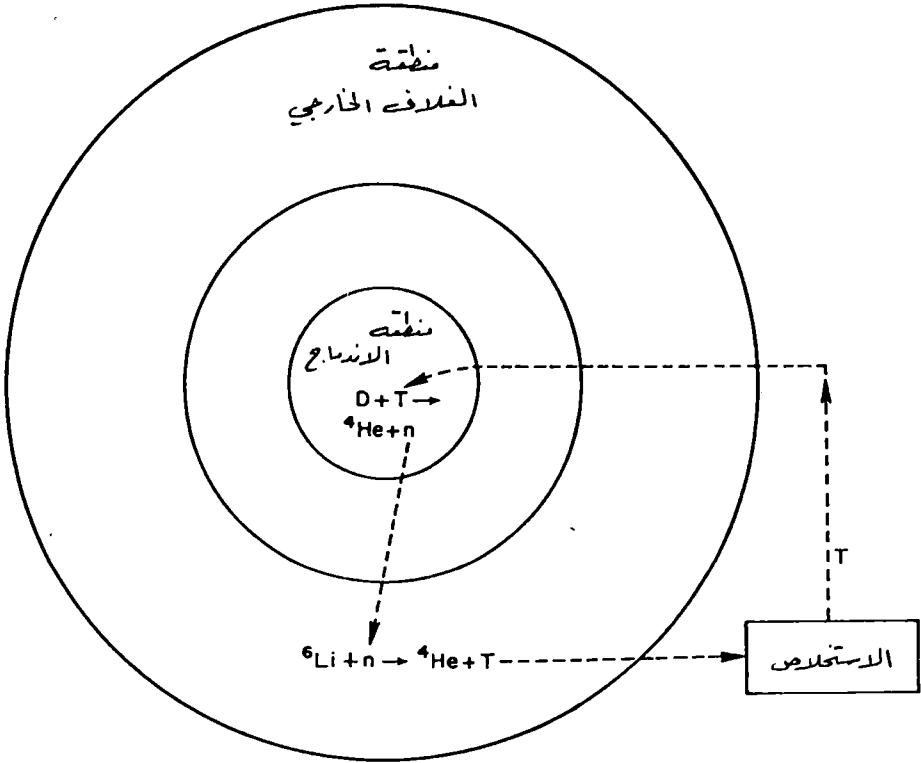 منطقة
الغلاف الخارجي
منطقة
الاندماج
D + T →
⁴He + n
T
⁶Li + n → ⁴He + T
الاستخلاص